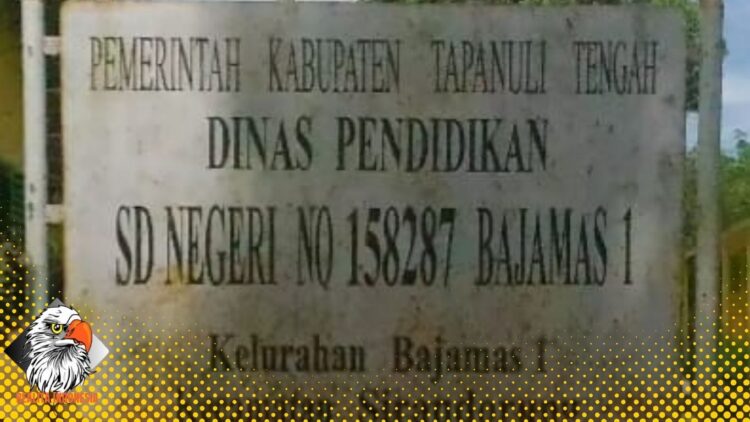 PEMERINTAH KABUPATEN TAPANULI TENGAH
DINAS PENDIDIKAN
SD NEGERI NO 158287 BAJAMAS 1
Kelurahan Bajamas 1